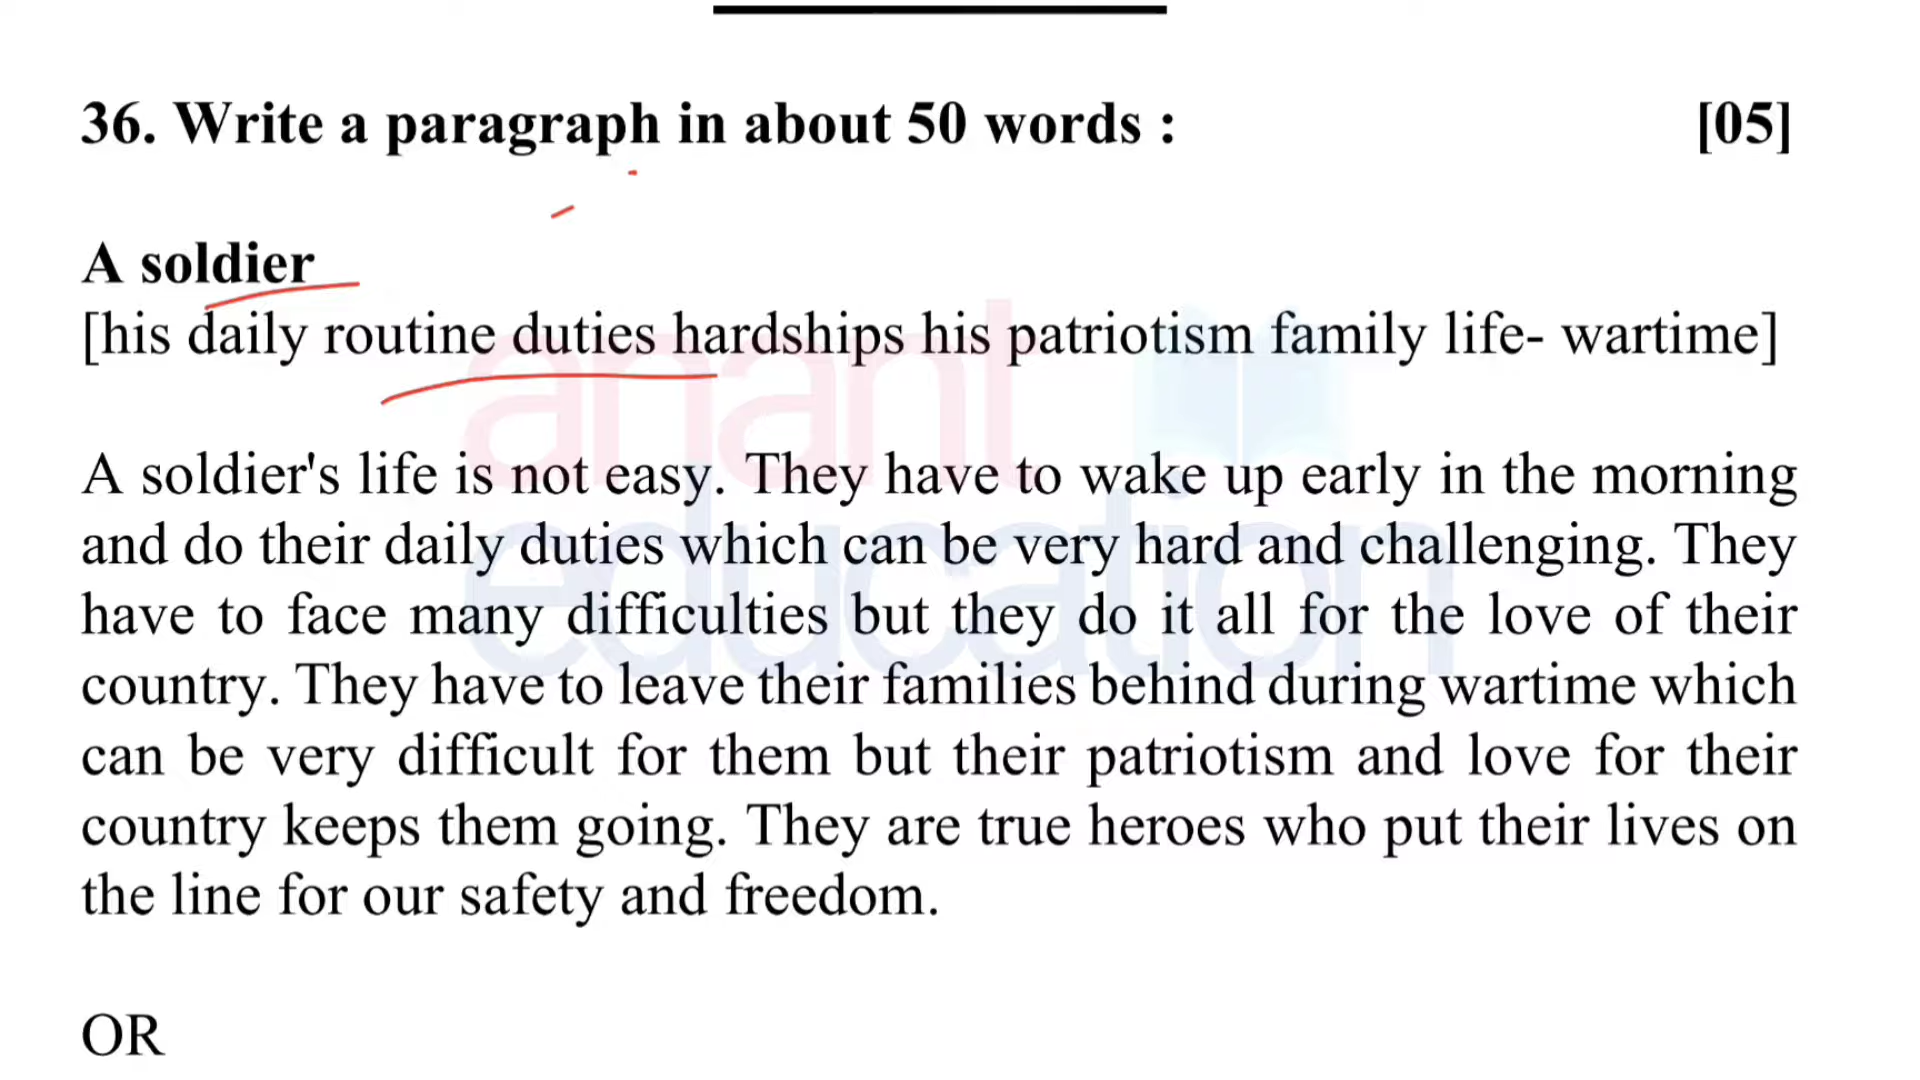 36. Write a paragraph in about 50 words : [05]
A soldier
[his daily routine duties hardships his patriotism family life- wartime]
anant
education
A soldier's life is not easy. They have to wake up early in the morning
and do their daily duties which can be very hard and challenging. They
have to face many difficulties but they do it all for the love of their
country. They have to leave their families behind during wartime which
can be very difficult for them but their patriotism and love for their
country keeps them going. They are true heroes who put their lives on
the line for our safety and freedom.
OR